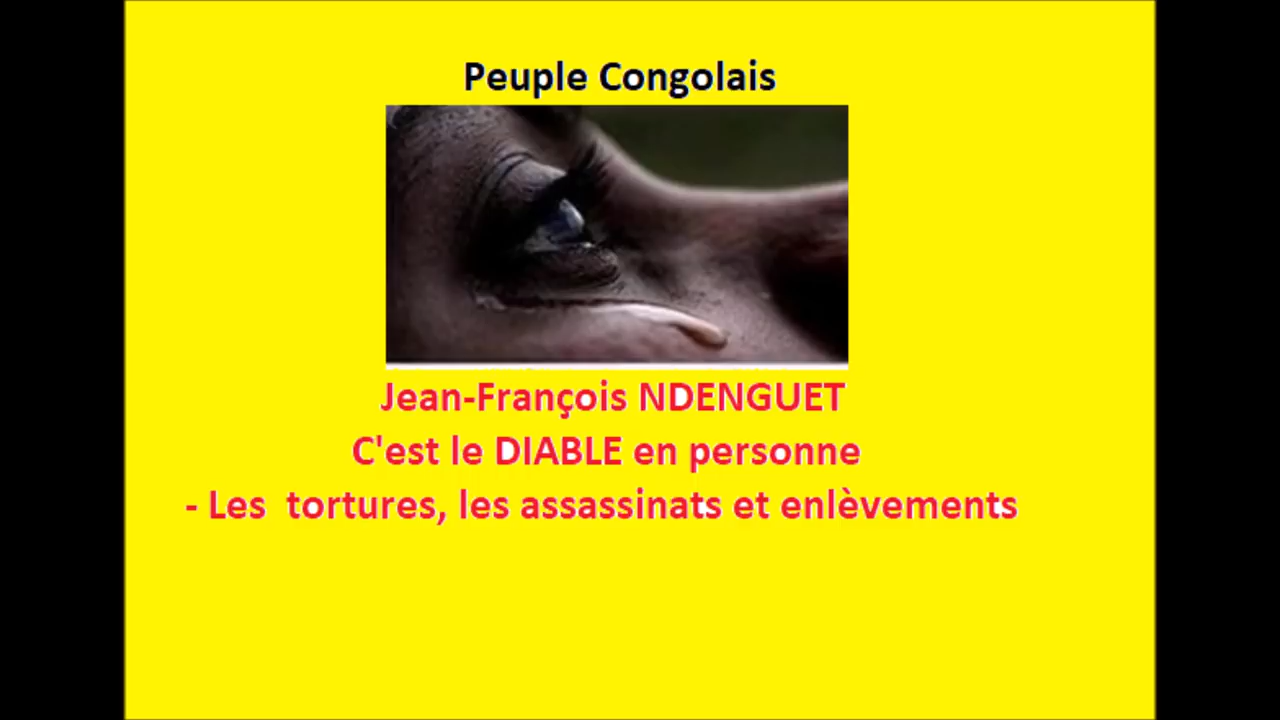 Peuple Congolais
Jean-François NDENGUET
C'est le DIABLE en personne
- Les  tortures, les assassinats et enlèvements